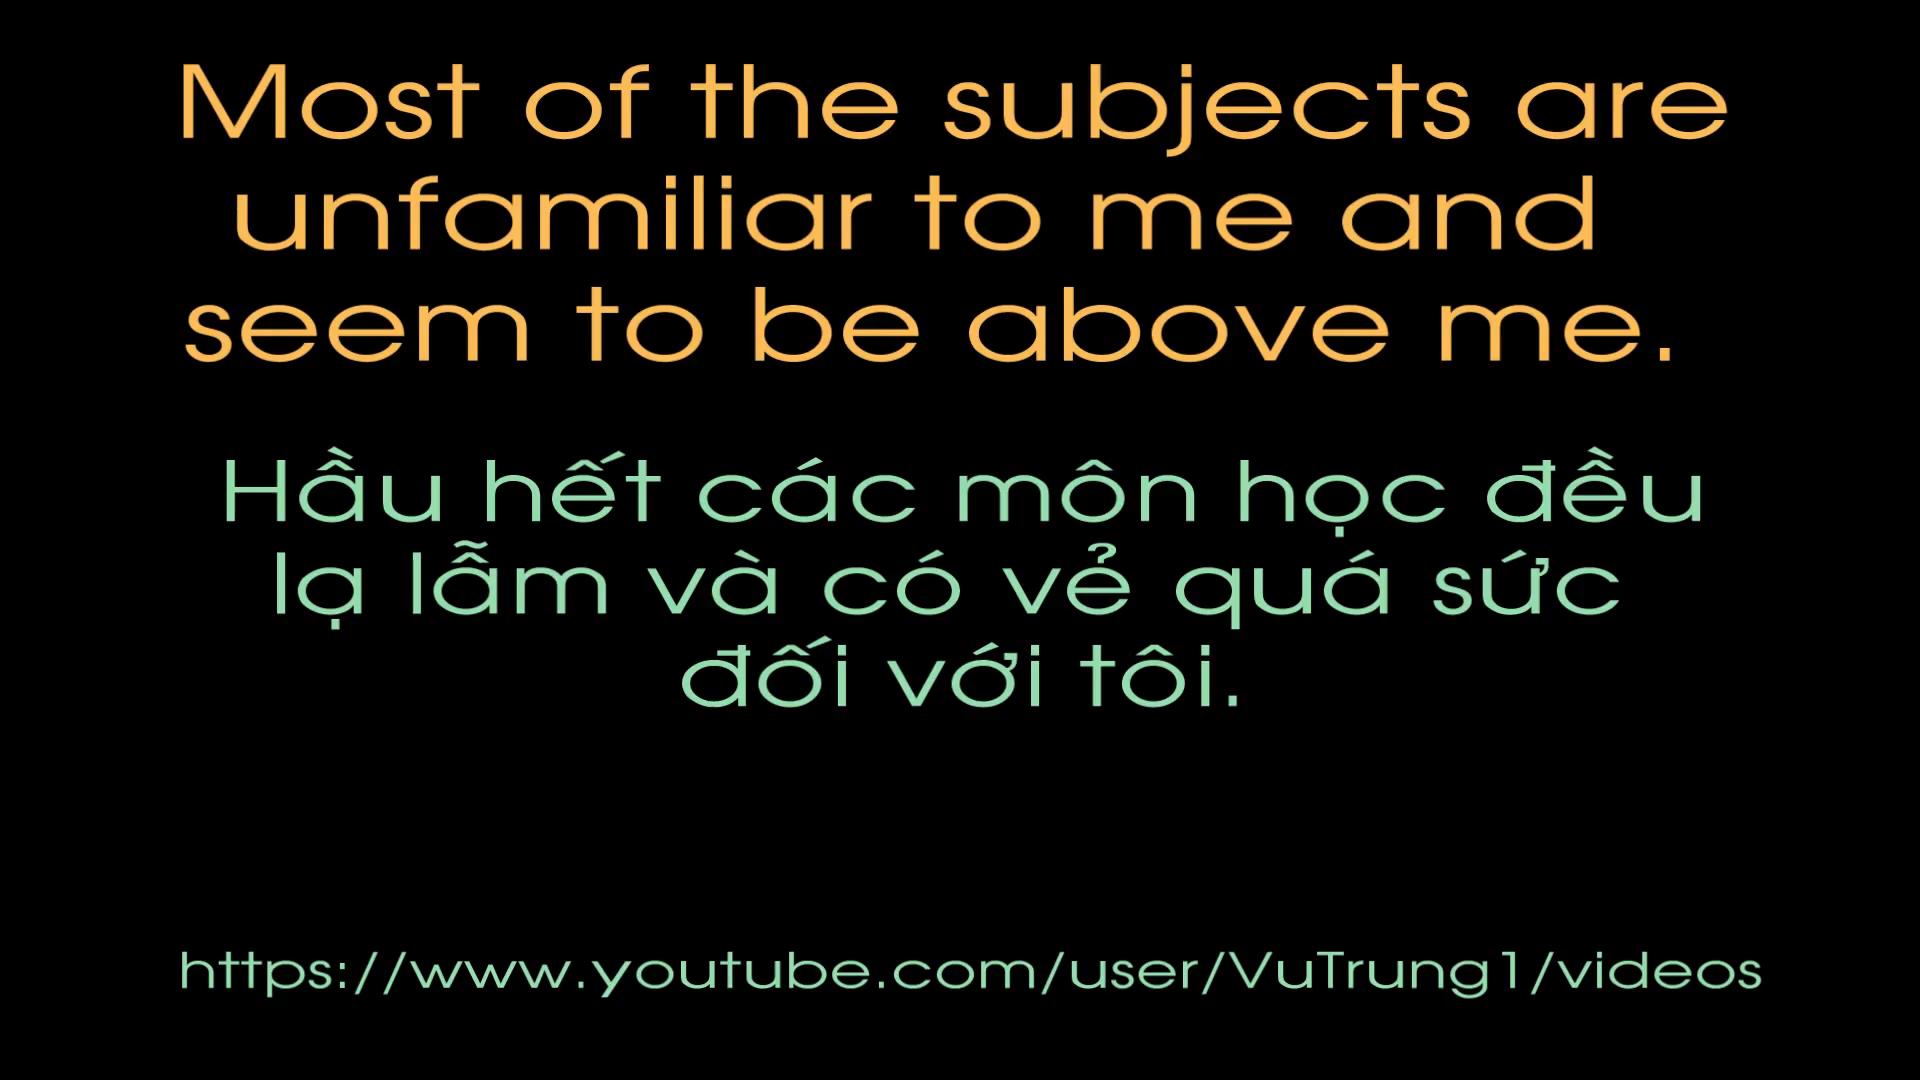 Most of the subjects are
unfamiliar to me and
seem to be above me.
Hầu hết các môn học đều
lạ lẫm và có vẻ quá sức
đối với tôi.
https://www.youtube.com/user/VuTrung1/videos